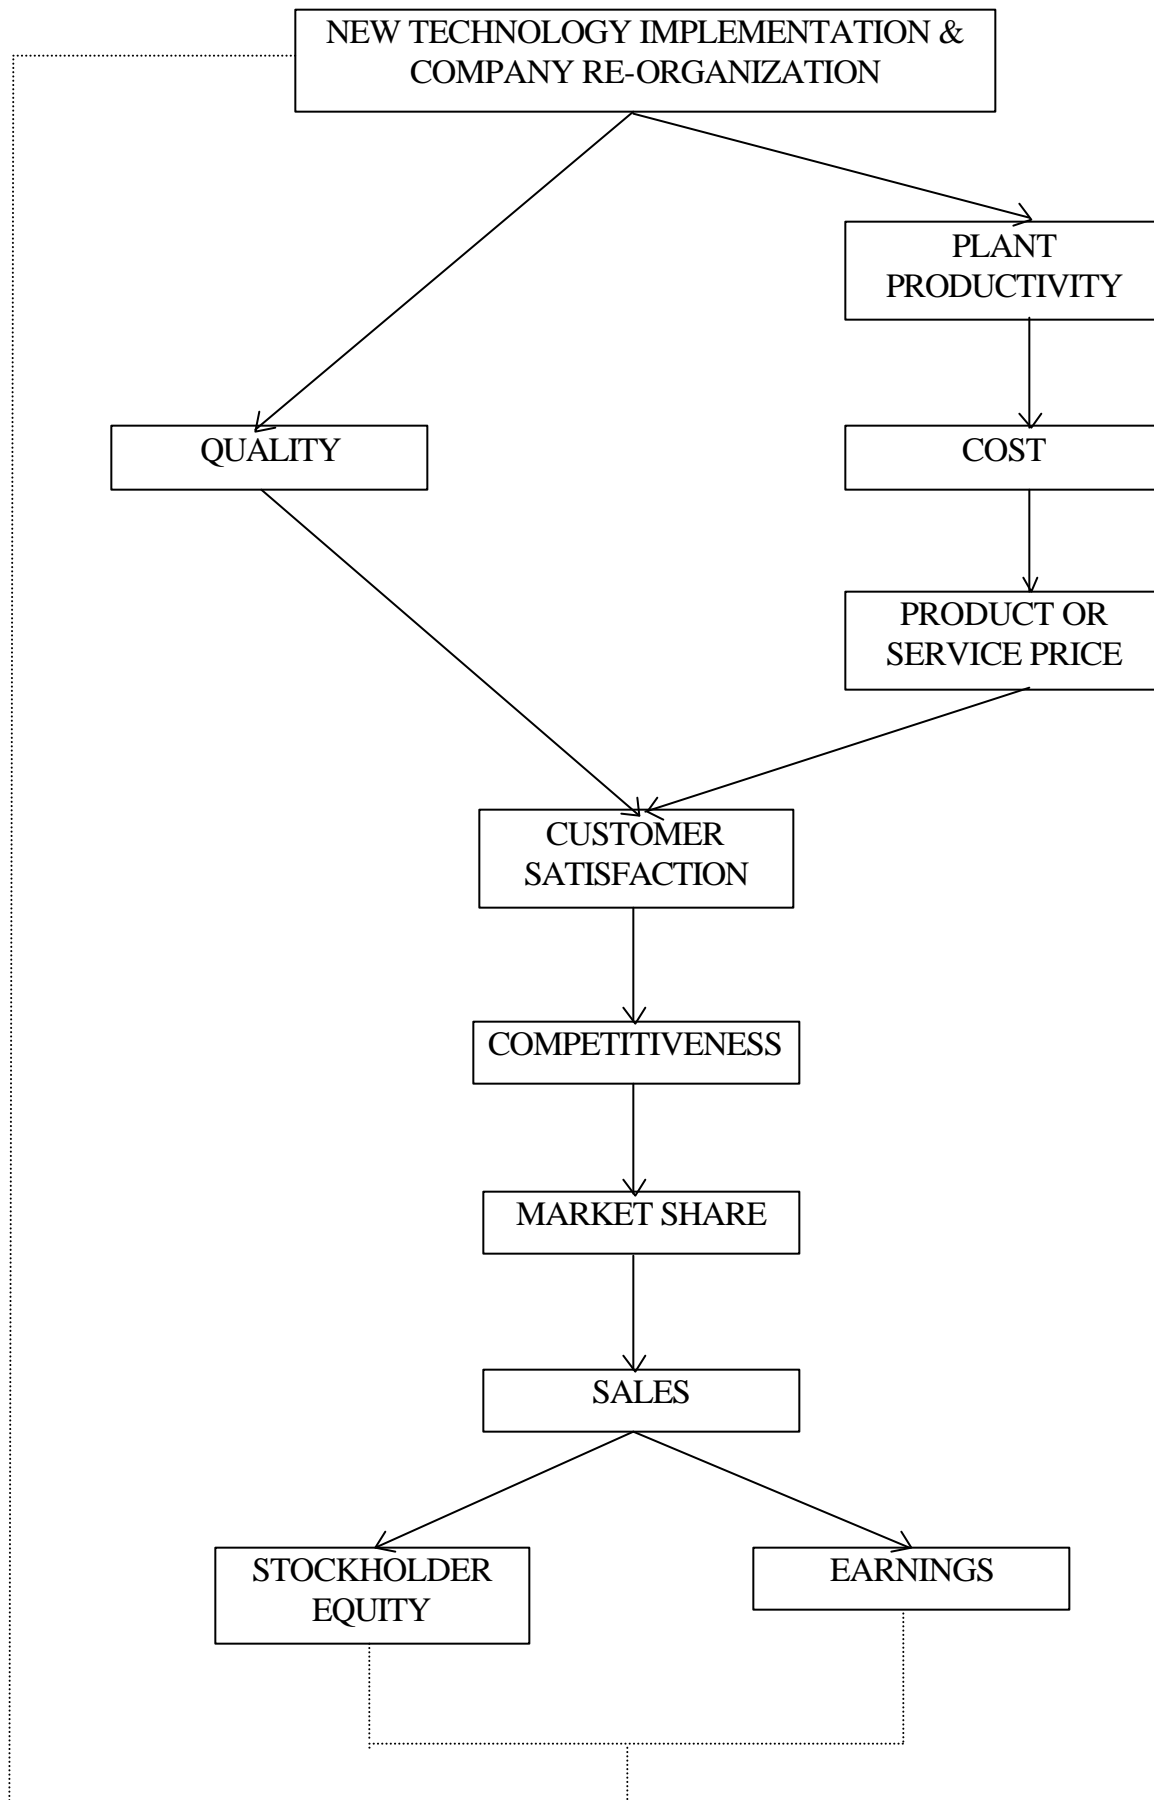 NEW TECHNOLOGY IMPLEMENTATION &
COMPANY RE-ORGANIZATION
PLANT
PRODUCTIVITY
QUALITY
COST
PRODUCT OR
SERVICE PRICE
CUSTOMER
SATISFACTION
COMPETITIVENESS
MARKET SHARE
SALES
STOCKHOLDER
EQUITY
EARNINGS